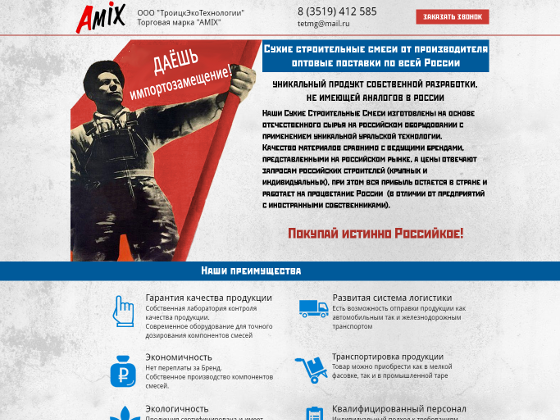 AMIX
ООО "ТроицкЭкоТехнологии"
Торговая марка "AMIX"
8 (3519) 412 585
tetmg@mail.ru
ЗАКАЗАТЬ ЗВОНОК
ДАЁШЬ
импортозамещение!
Сухие строительные смеси от производителя
оптовые поставки по всей России
уникальный продукт собственной разработки,
не имеющей аналогов в россии
Наши Сухие Строительные Смеси изготовлены на основе
отечественного сырья на российском оборудовании с
применением уникальной уральской технологии.
Качество материалов сравнимо с ведущими брендами,
представленными на российском рынке, а цены отвечают
запросам российских строителей (крупных и
индивидуальных), при этом вся прибыль остается в стране и
работает на процветание России (в отличии от предприятий
с иностранными собственниками).
Покупай истинно Российкое!
Наши преимущества
Гарантия качества продукции
Собственная лаборатория контроля
качества продукции.
Современное оборудование для точного
дозирования компонентов смесей
Развитая система логистики
Есть возможность отправки продукции как
автомобильным так и железнодорожным
транспортом
Экономичность
Нет переплаты за Бренд.
Собственное производство компонентов
смесей.
Транспортировка продукции
Товар можно приобрести как в мелкой
фасовке, так и в промышленной таре
Экологичность
Квалифицированный персонал